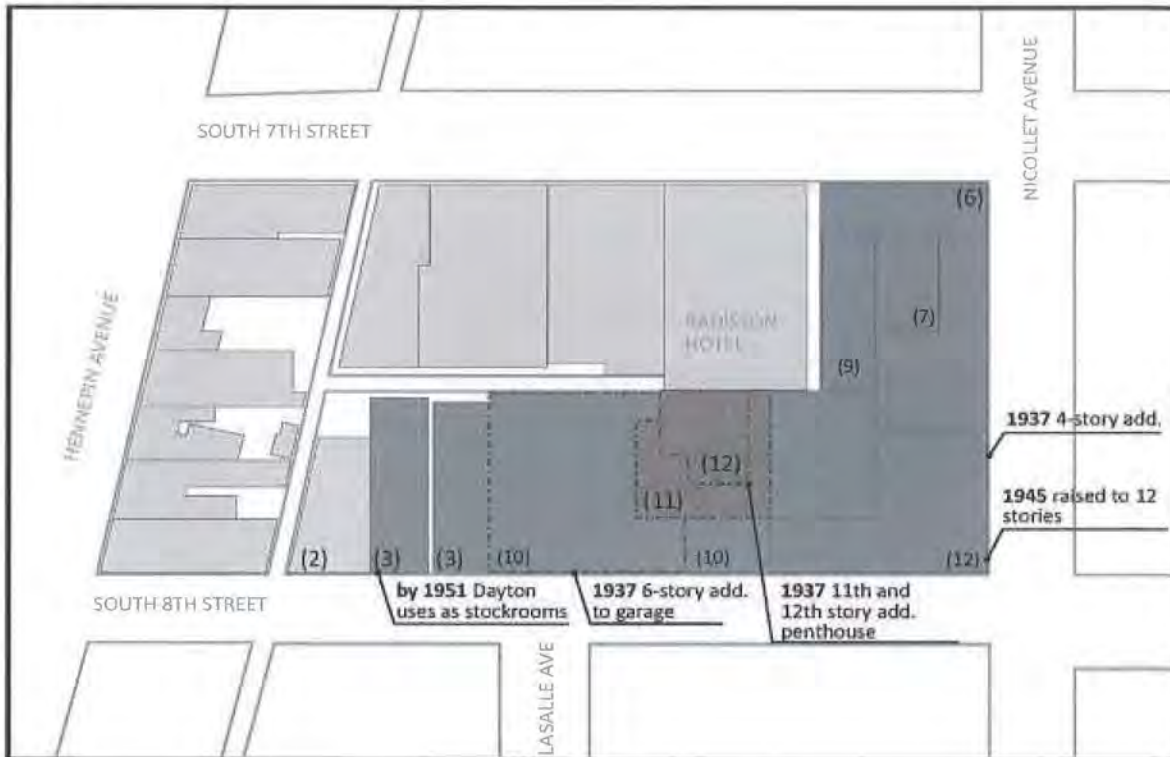 NICOLLET AVENUE
SOUTH 7TH STREET
(6)
RADISSON
HOTEL
(7)
(9)
HENNEPIN AVENUE
1937 4-story add.
(12)
(11)
1945 raised to 12
stories
(2)
(3)
(3)
(10)
(10)
(12)
SOUTH 8TH STREET
by 1951 Dayton
uses as stockrooms
1937 6-story add.
to garage
1937 11th and
12th story add.
penthouse
LASALLE AVE